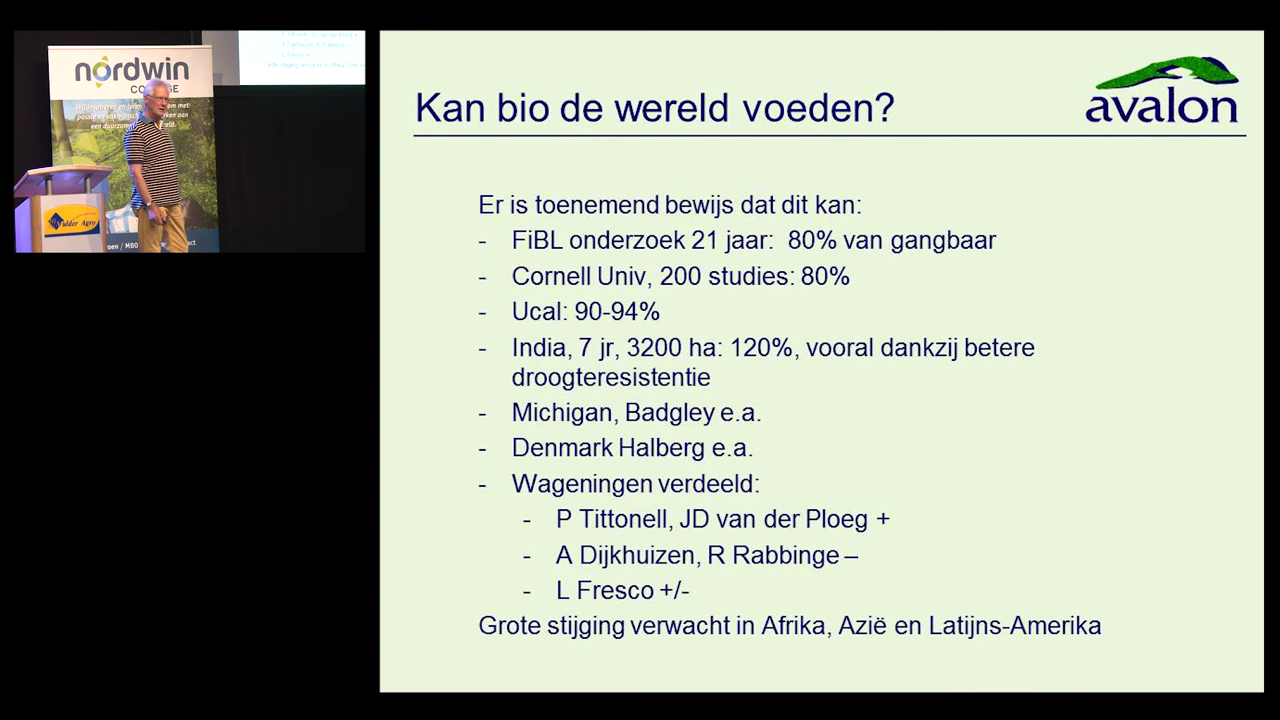 nordwin
COLLEGE
Kan bio de wereld voeden?
avalon
Er is toenemend bewijs dat dit kan:
- FiBL onderzoek 21 jaar: 80% van gangbaar
- Cornell Univ, 200 studies: 80%
- Ucal: 90-94%
- India, 7 jr, 3200 ha: 120%, vooral dankzij betere
droogteresistentie
- Michigan, Badgley e.a.
- Denmark Halberg e.a.
- Wageningen verdeeld:
- P Tittonell, JD van der Ploeg +
- A Dijkhuizen, R Rabbinge –
- L Fresco +/-
Grote stijging verwacht in Afrika, Azië en Latijns-Amerika
Mulder Agro